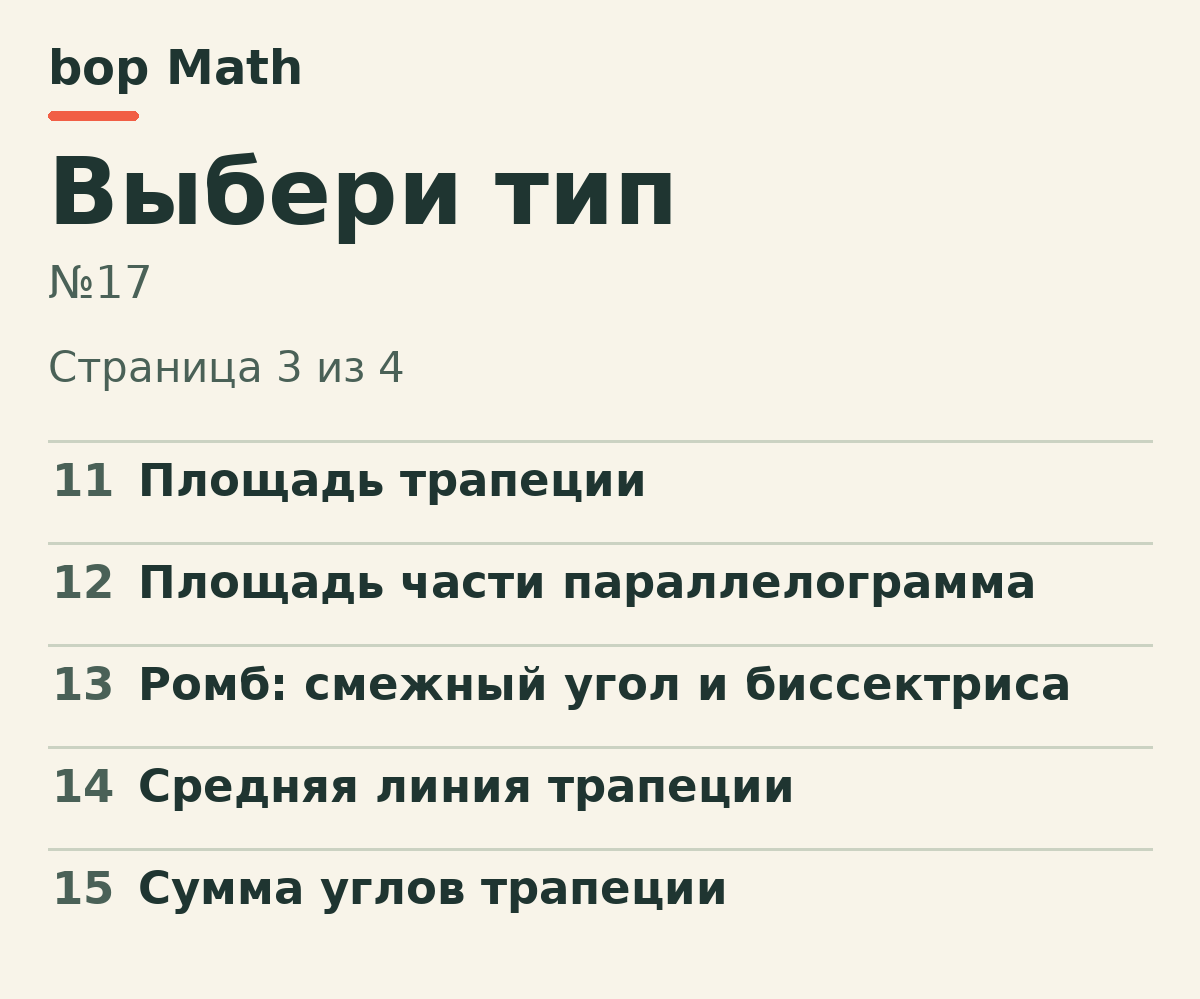 bop Math
Выбери тип
№17
Страница 3 из 4
11 Площадь трапеции
12 Площадь части параллелограмма
13 Ромб: смежный угол и биссектриса
14 Средняя линия трапеции
15 Сумма углов трапеции